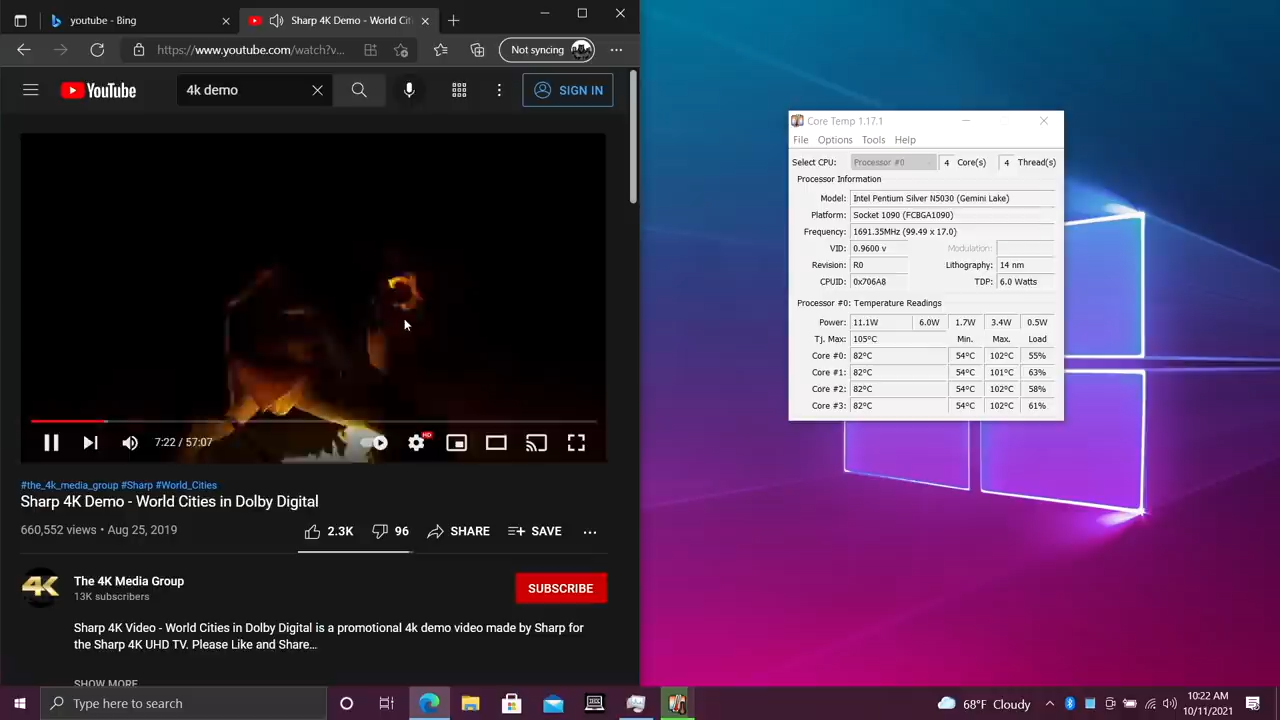 youtube - Bing
Sharp 4K Demo - World Citi
https://www.youtube.com/watch?v...
Not syncing
YouTube
4k demo
SIGN IN
HD
7:22 / 57:07
#the_4k_media_group #Sharp #World_Cities
Sharp 4K Demo - World Cities in Dolby Digital
660,552 views • Aug 25, 2019
2.3K
96
SHARE
SAVE
4K
The 4K Media Group
13K subscribers
SUBSCRIBE
Sharp 4K Video - World Cities in Dolby Digital is a promotional 4k demo video made by Sharp for
the Sharp 4K UHD TV. Please Like and Share...
SHOW MORE
Core Temp 1.17.1
File Options Tools Help
Select CPU: Processor #0 4 Core(s) 4 Thread(s)
Processor Information
Model: Intel Pentium Silver N5030 (Gemini Lake)
Platform: Socket 1090 (FCBGA1090)
Frequency: 1691.35MHz (99.49 x 17.0)
VID: 0.9600 v Modulation:
Revision: R0 Lithography: 14 nm
CPUID: 0x706A8 TDP: 6.0 Watts
Processor #0: Temperature Readings
Power: 11.1W 6.0W 1.7W 3.4W 0.5W
Tj. Max: 105°C Min. Max. Load
Core #0: 82°C 54°C 102°C 55%
Core #1: 82°C 54°C 101°C 63%
Core #2: 82°C 54°C 102°C 58%
Core #3: 82°C 54°C 102°C 61%
Type here to search
68°F Cloudy
10:22 AM
10/11/2021